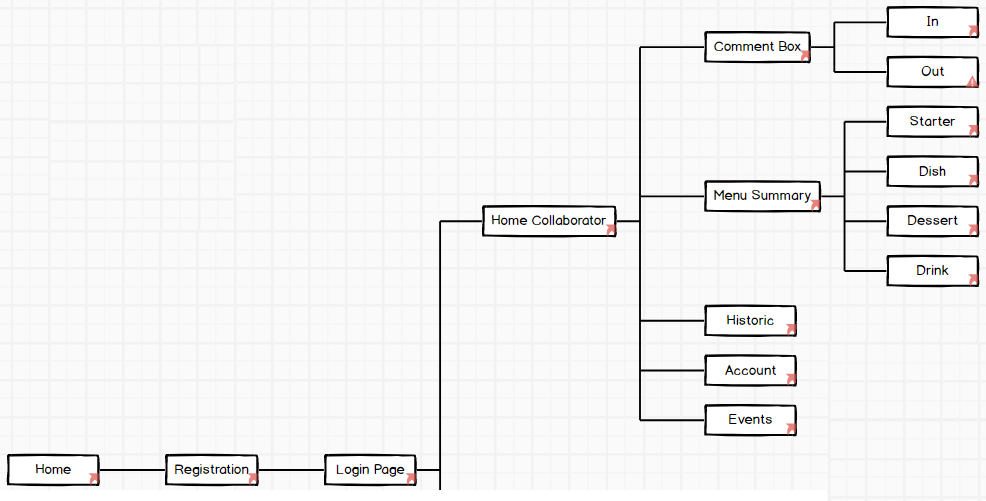 In
Comment Box
Out
Starter
Dish
Menu Summary
Home Collaborator
Dessert
Drink
Historic
Account
Events
Home
Registration
Login Page